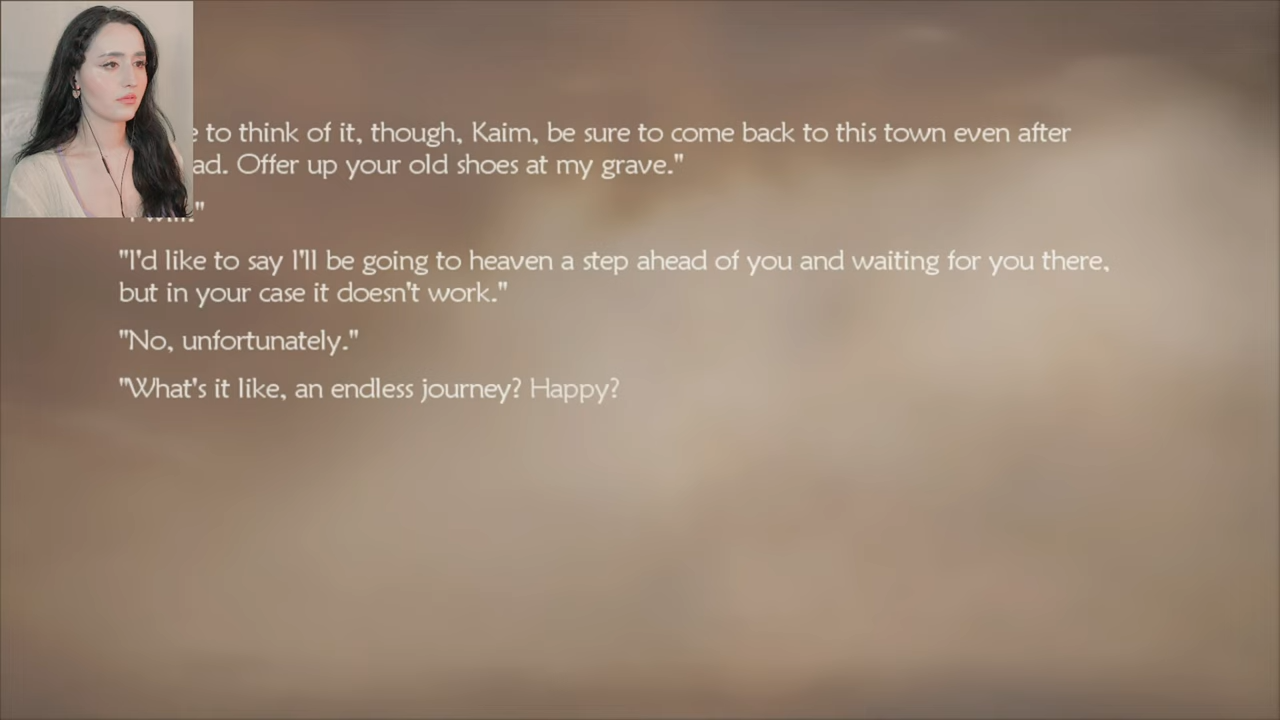 to think of it, though, Kaim, be sure to come back to this town even after
Offer up your old shoes at my grave."
"I'd like to say I'll be going to heaven a step ahead of you and waiting for you there,
but in your case it doesn't work."
"No, unfortunately."
"What's it like, an endless journey? Happy?